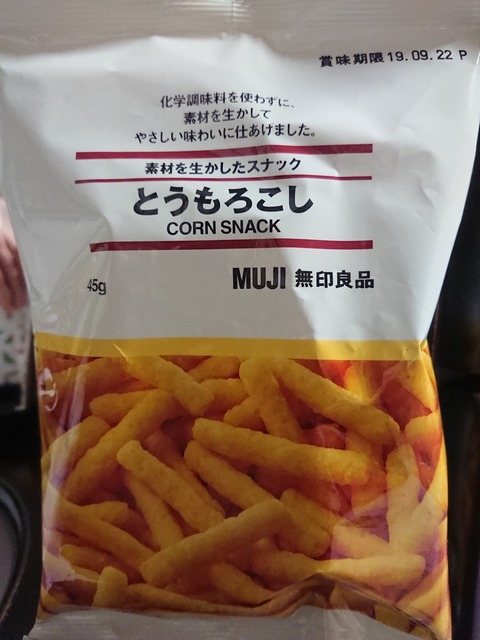 賞味期限19.09.22 P
化学調味料を使わずに、
素材を生かして
やさしい味わいに仕あげました。
素材を生かしたスナック
とうもろこし
CORN SNACK
45g
MUJI 無印良品